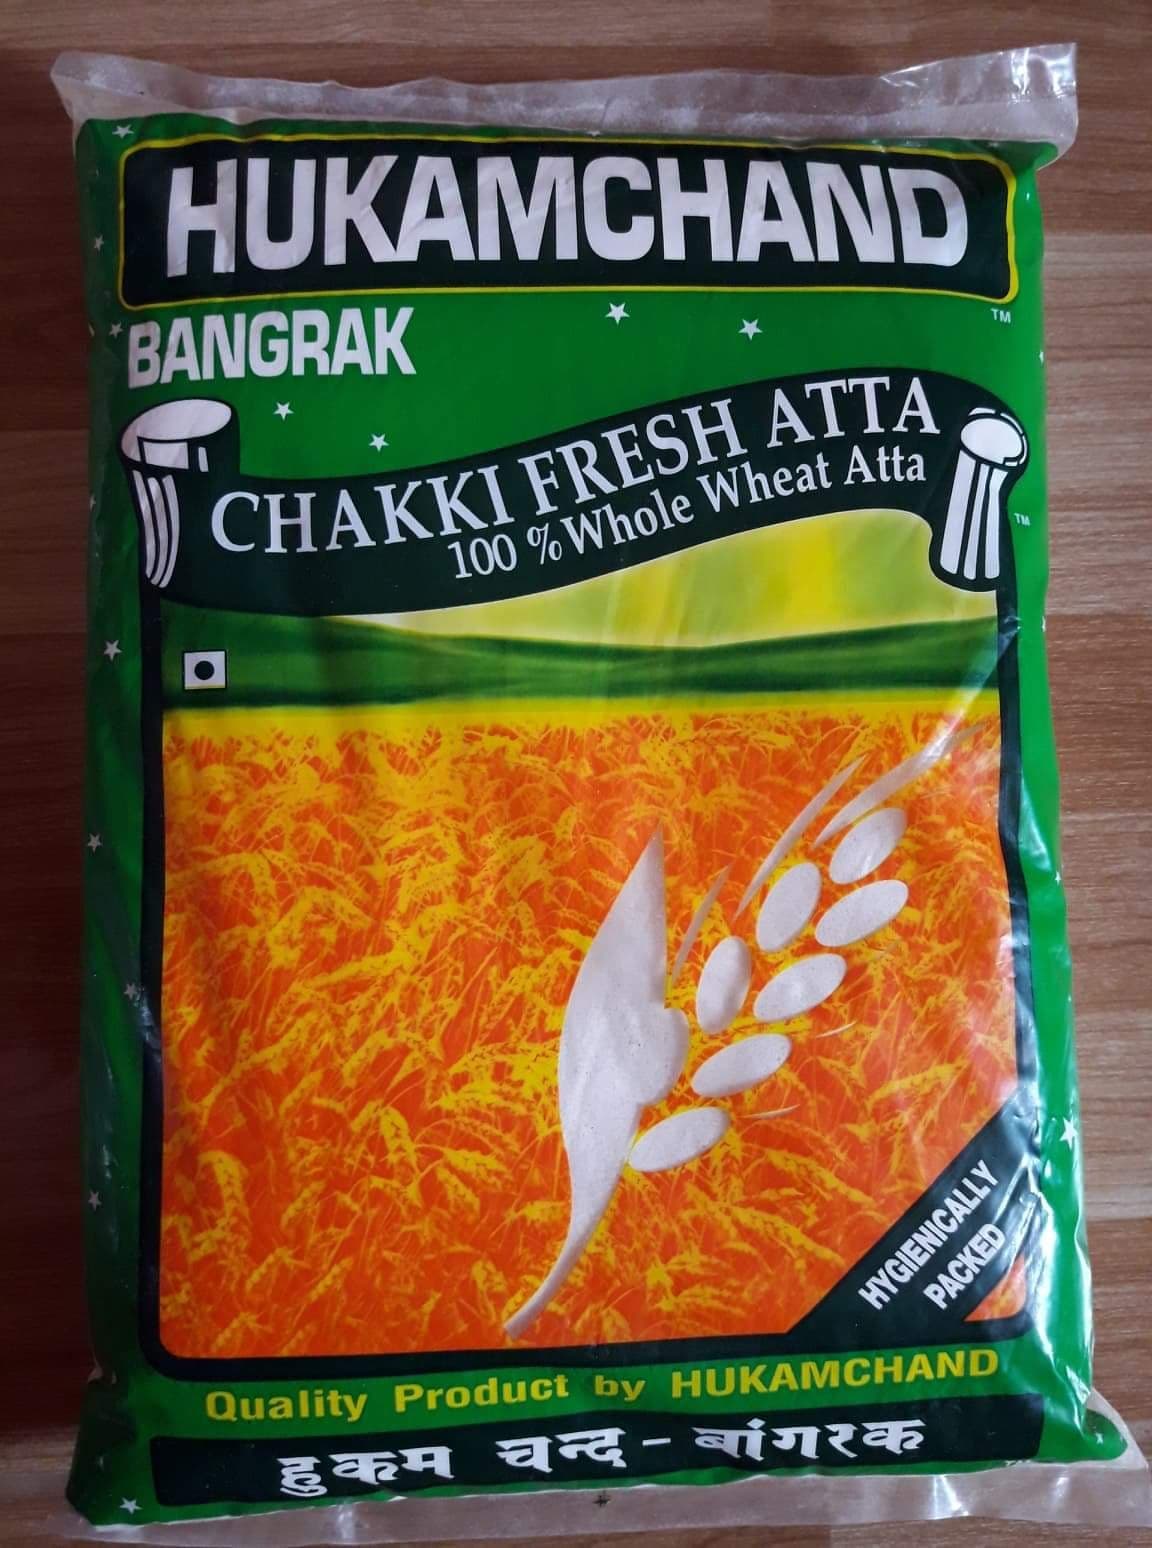 HUKAMCHAND
TM
BANGRAK
CHAKKI FRESH ATTA
100 % Whole Wheat Atta
TM
HYGIENICALLY
PACKED
Quality Product by HUKAMCHAND
हुकम चन्द - बांगरक